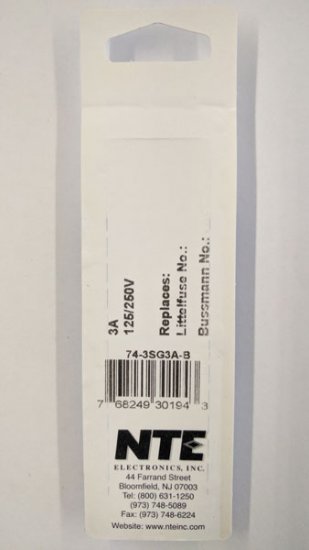 3A
125/250V
Replaces:
Littelfuse No.:
Bussmann No.:
74-3SG3A-B
7 68249 30194 3
NTE
ELECTRONICS, INC.
44 Farrand Street
Bloomfield, NJ 07003
Tel: (800) 631-1250
(973) 748-5089
Fax: (973) 748-6224
Website: www.nteinc.com